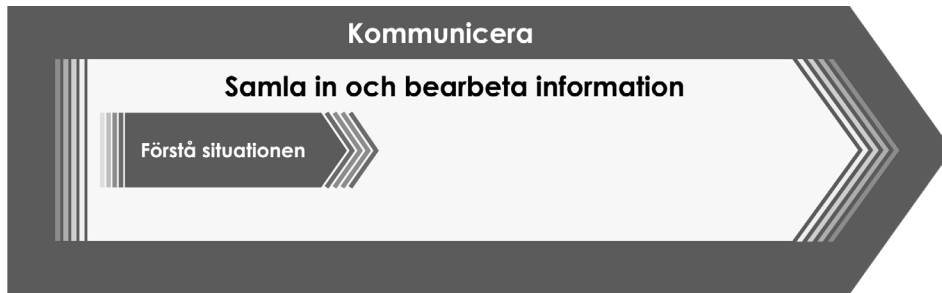 Kommunicera
Samla in och bearbeta information
Förstå situationen